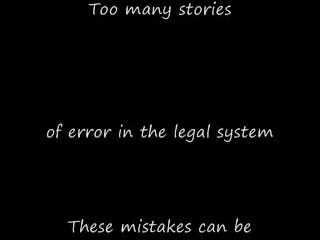 Too many stories
of error in the legal system
These mistakes can be